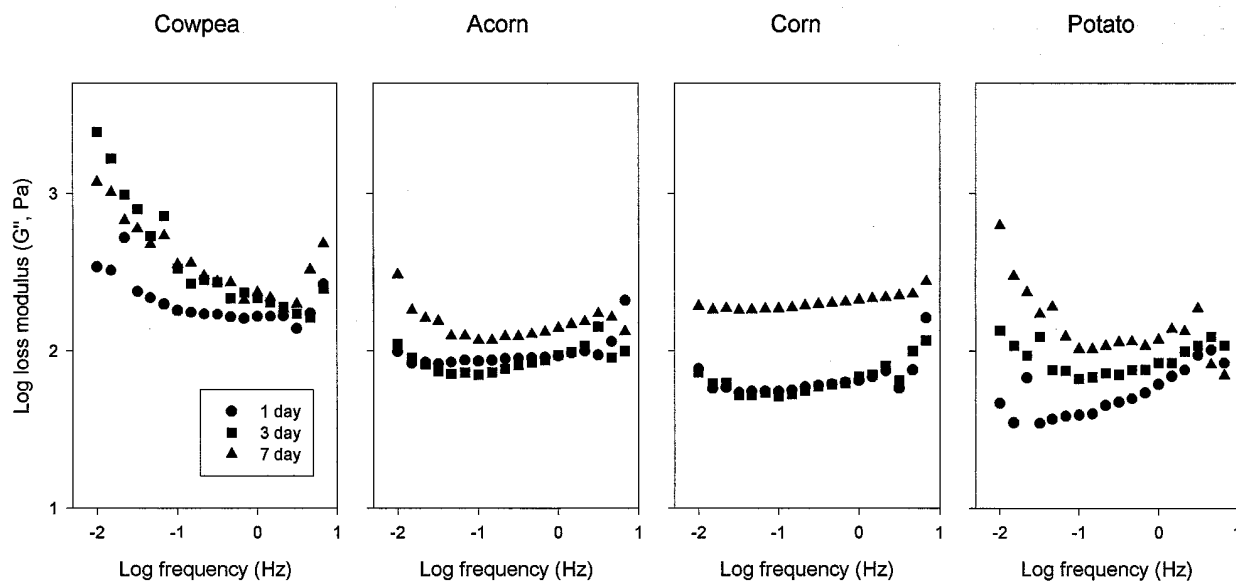 Cowpea Acorn Corn Potato
Log loss modulus (G", Pa)
3
2
1
1 day
3 day
7 day
-2 -1 0 1 -2 -1 0 1 -2 -1 0 1 -2 -1 0 1
Log frequency (Hz) Log frequency (Hz) Log frequency (Hz) Log frequency (Hz)